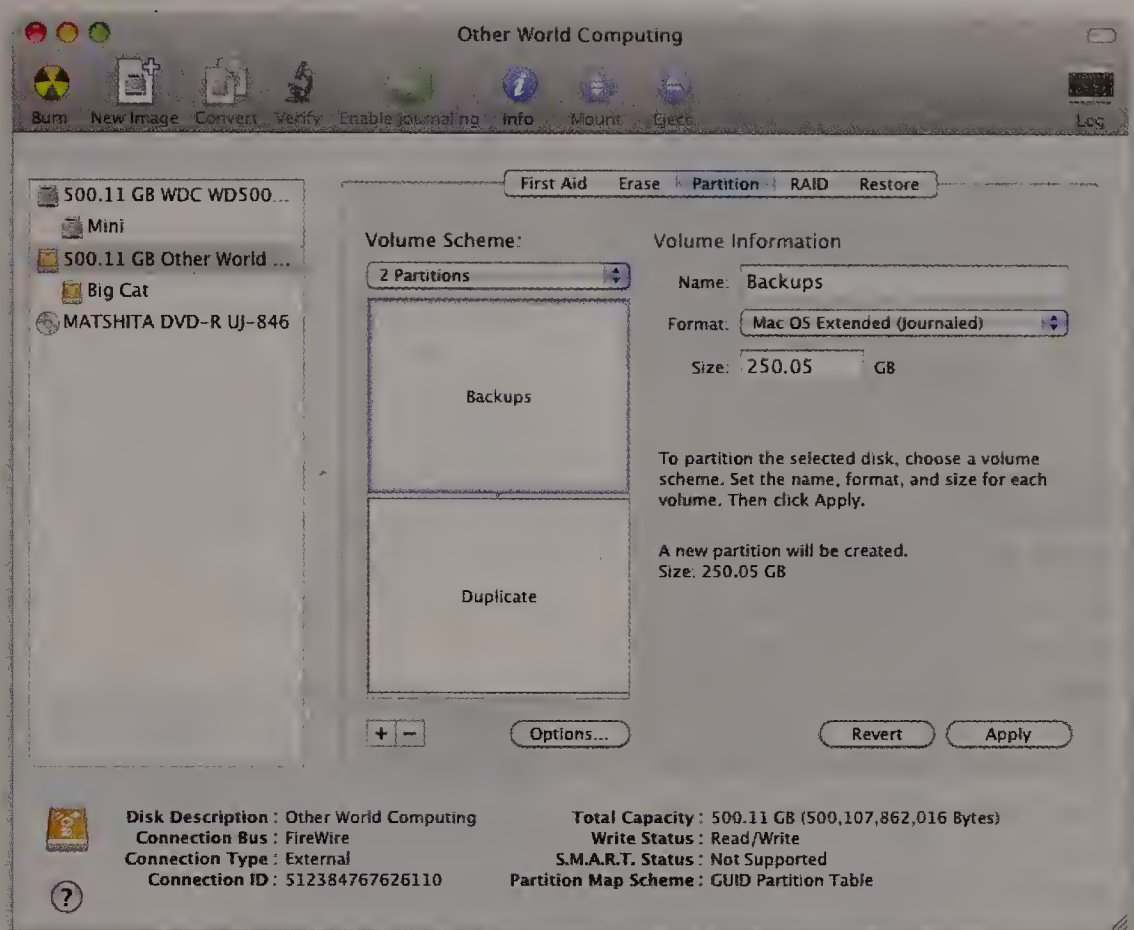 Other World Computing
Burn New Image Convert Verify Enable Journaling Info Mount Eject Log
500.11 GB WDC WD500...
Mini
500.11 GB Other World ...
Big Cat
MATSHITA DVD-R UJ-846
First Aid Erase Partition RAID Restore
Volume Scheme:
2 Partitions
Backups
Duplicate
+ −
Options...
Volume Information
Name: Backups
Format: Mac OS Extended (Journaled)
Size: 250.05 GB
To partition the selected disk, choose a volume
scheme. Set the name, format, and size for each
volume. Then click Apply.
A new partition will be created.
Size: 250.05 GB
Revert Apply
Disk Description : Other World Computing
Connection Bus : FireWire
Connection Type : External
Connection ID : 512384767626110
Total Capacity : 500.11 GB (500,107,862,016 Bytes)
Write Status : Read/Write
S.M.A.R.T. Status : Not Supported
Partition Map Scheme : GUID Partition Table
?